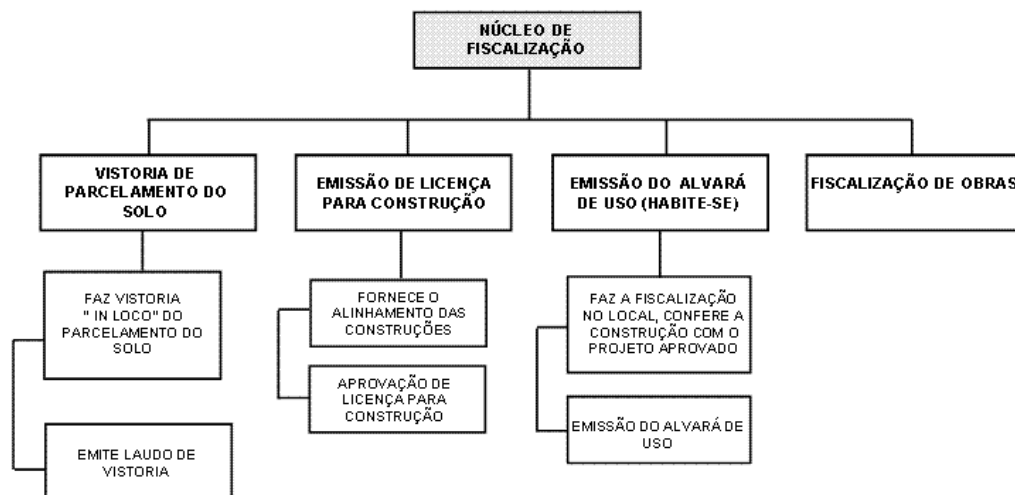 NÚCLEO DE
FISCALIZAÇÃO
VISTORIA DE
PARCELAMENTO DO
SOLO
EMISSÃO DE LICENÇA
PARA CONSTRUÇÃO
EMISSÃO DO ALVARÁ
DE USO (HABITE-SE)
FISCALIZAÇÃO DE OBRAS
FAZ VISTORIA
" IN LOCO" DO
PARCELAMENTO DO
SOLO
EMITE LAUDO DE
VISTORIA
FORNECE O
ALINHAMENTO DAS
CONSTRUÇÕES
APROVAÇÃO DE
LICENÇA PARA
CONSTRUÇÃO
FAZ A FISCALIZAÇÃO
NO LOCAL, CONFERE A
CONSTRUÇÃO COM O
PROJETO APROVADO
EMISSÃO DO ALVARÁ DE
USO